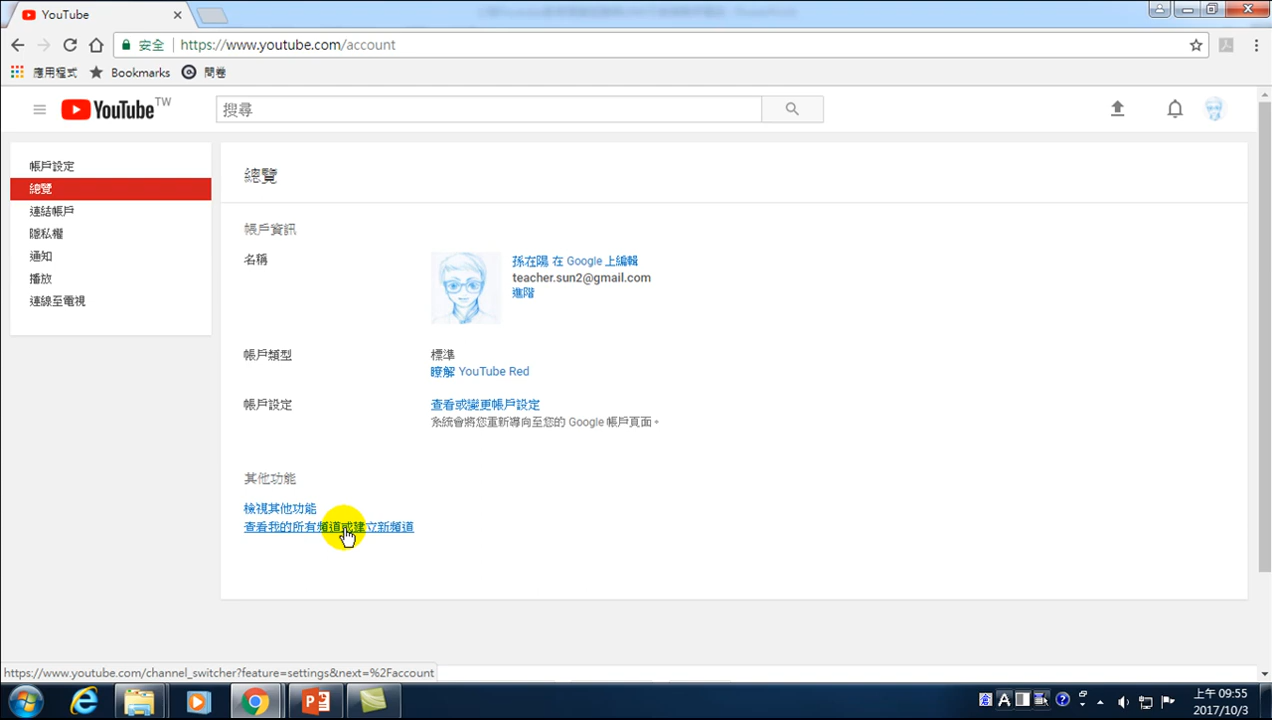 YouTube
安全 https://www.youtube.com/account
應用程式 Bookmarks 問卷
YouTube TW
搜尋
帳戶設定
總覽
連結帳戶
隱私權
通知
播放
連線至電視
總覽
帳戶資訊
名稱
孫在陽 在 Google 上編輯
teacher.sun2@gmail.com
進階
帳戶類型
標準
瞭解 YouTube Red
帳戶設定
查看或變更帳戶設定
系統會將您重新導向至您的 Google 帳戶頁面。
其他功能
檢視其他功能
查看我的所有頻道或建立新頻道
https://www.youtube.com/channel_switcher?feature=settings&next=%2Faccount
上午 09:55
2017/10/3